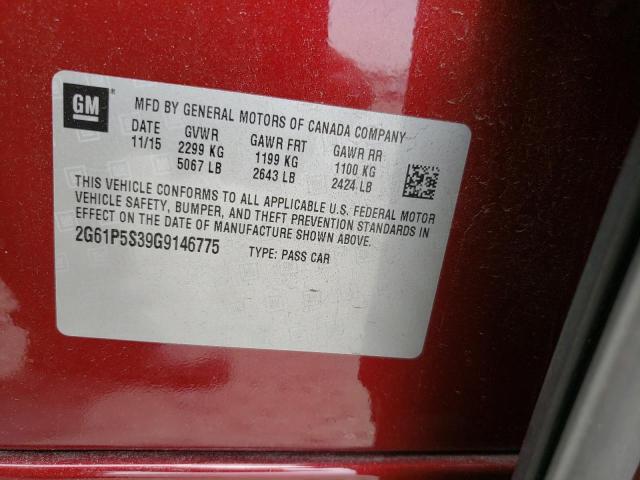 GM
MFD BY GENERAL MOTORS OF CANADA COMPANY
DATE GVWR GAWR FRT GAWR RR
11/15 2299 KG 1199 KG 1100 KG
5067 LB 2643 LB 2424 LB
THIS VEHICLE CONFORMS TO ALL APPLICABLE U.S. FEDERAL MOTOR
VEHICLE SAFETY, BUMPER, AND THEFT PREVENTION STANDARDS IN
EFFECT ON THE DATE OF MANUFACTURE SHOWN ABOVE.
2G61P5S39G9146775 TYPE: PASS CAR